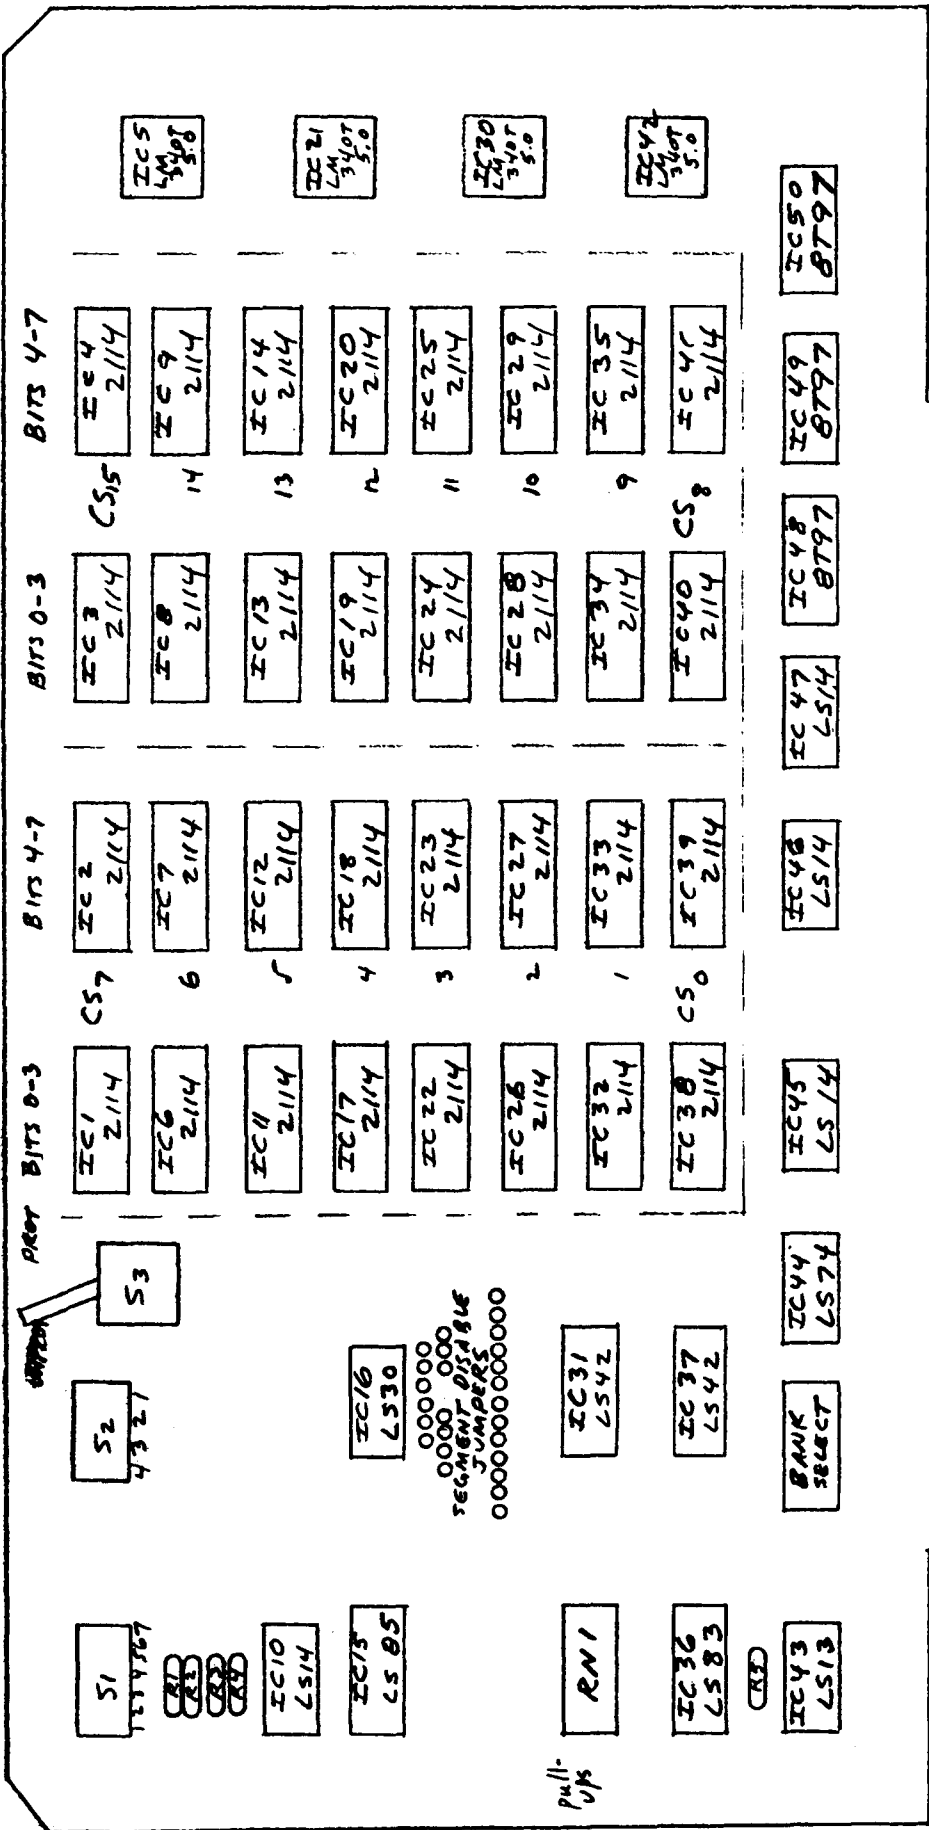 PROT
BITS 0-3
BITS 4-7
BITS 0-3
BITS 4-7
S1
1234567
S2
4321
S3
IC1
2114
CS7
IC2
2114
IC3
2114
CS15
IC4
2114
IC5
LM
340T
5.0
R1
R2
R3
R4
IC6
2114
6
IC7
2114
IC8
2114
14
IC9
2114
IC10
LS14
IC11
2114
5
IC12
2114
IC13
2114
13
IC14
2114
IC21
LM
340T
5.0
IC15
LS85
IC16
LS30
IC17
2114
4
IC18
2114
IC19
2114
12
IC20
2114
SEGMENT DISABLE
JUMPERS
IC22
2114
3
IC23
2114
IC24
2114
11
IC25
2114
IC30
LM
340T
5.0
IC26
2114
2
IC27
2114
IC28
2114
10
IC29
2114
Pull-
ups
RN1
IC31
LS42
IC32
2114
1
IC33
2114
IC34
2114
9
IC35
2114
IC42
LM
340T
5.0
IC36
LS83
IC37
LS42
IC38
2114
CS0
IC39
2114
IC40
2114
CS8
IC41
2114
R5
IC43
LS13
BANK
SELECT
IC44
LS74
IC45
LS14
IC46
LS14
IC47
LS14
IC48
8T97
IC49
8T97
IC50
8T97